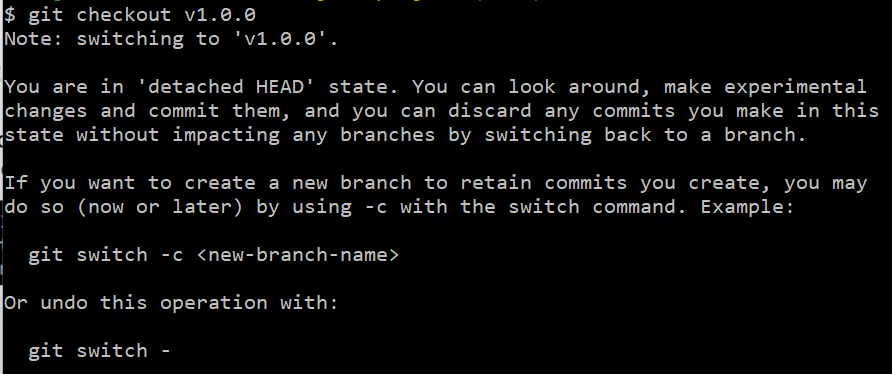 $ git checkout v1.0.0
Note: switching to 'v1.0.0'.
You are in 'detached HEAD' state. You can look around, make experimental
changes and commit them, and you can discard any commits you make in this
state without impacting any branches by switching back to a branch.
If you want to create a new branch to retain commits you create, you may
do so (now or later) by using -c with the switch command. Example:
git switch -c <new-branch-name>
Or undo this operation with:
git switch -